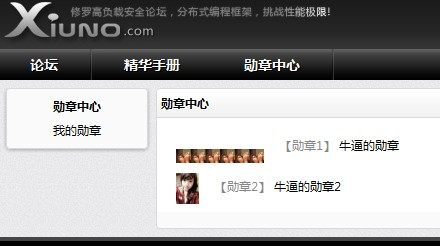 XIUNO.com
修罗高负载安全论坛，分布式编程框架，挑战性能极限!
论坛 精华手册 勋章中心
勋章中心
我的勋章
勋章中心
【勋章1】 牛逼的勋章
【勋章2】 牛逼的勋章2